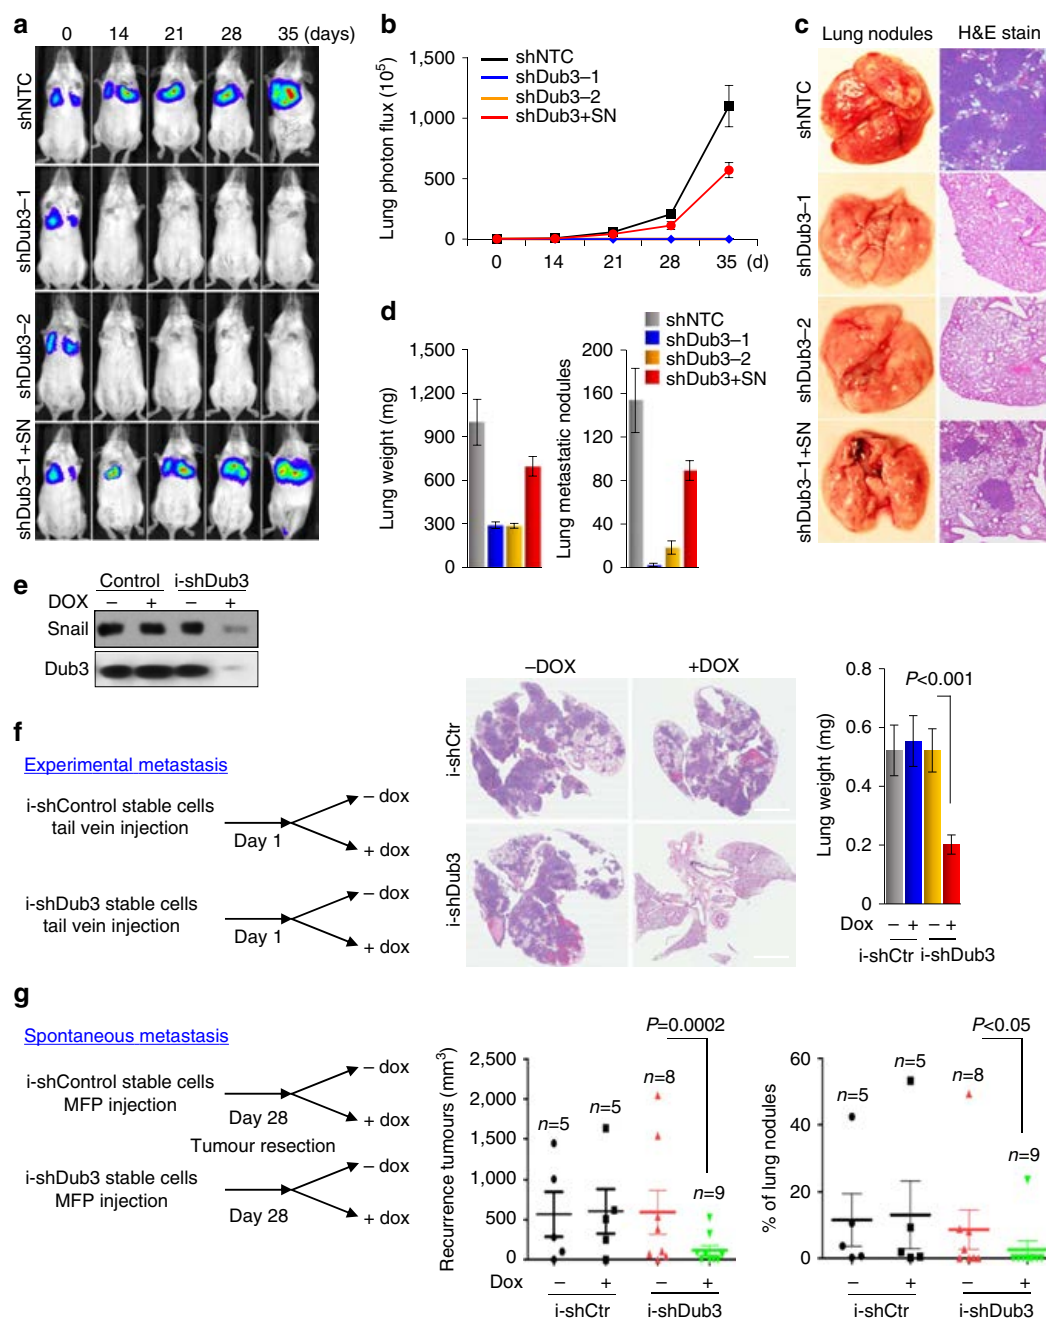 a
0 14 21 28 35 (days)
shNTC
shDub3–1
shDub3–2
shDub3–1+SN
b
Lung photon flux (10⁵)
1,500
1,000
500
0
shNTC
shDub3–1
shDub3–2
shDub3+SN
0 14 21 28 35 (d)
c
Lung nodules H&E stain
shNTC
shDub3–1
shDub3–2
shDub3–1+SN
d
Lung weight (mg)
1,500
1,200
900
600
300
0
Lung metastatic nodes
200
160
120
80
40
0
shNTC
shDub3–1
shDub3–2
shDub3+SN
e
Control i-shDub3
DOX – + – +
Snail
Dub3
f
Experimental metastasis
i-shControl stable cells
tail vein injection
Day 1
– dox
+ dox
i-shDub3 stable cells
tail vein injection
Day 1
– dox
+ dox
–DOX +DOX
i-shCtr
i-shDub3
Lung weight (mg)
0.8
0.6
0.4
0.2
0
P<0.001
Dox – + – +
i-shCtr i-shDub3
g
Spontaneous metastasis
i-shControl stable cells
MFP injection
Day 28
– dox
+ dox
Tumour resection
i-shDub3 stable cells
MFP injection
Day 28
– dox
+ dox
Recurrence tumours (mm³)
2,500
2,000
1,500
1,000
500
0
P=0.0002
n=5
n=5
n=8
n=9
Dox – + – +
i-shCtr i-shDub3
% of lung nodules
60
40
20
0
P<0.05
n=5
n=5
n=8
n=9
– + – +
i-shCtr i-shDub3